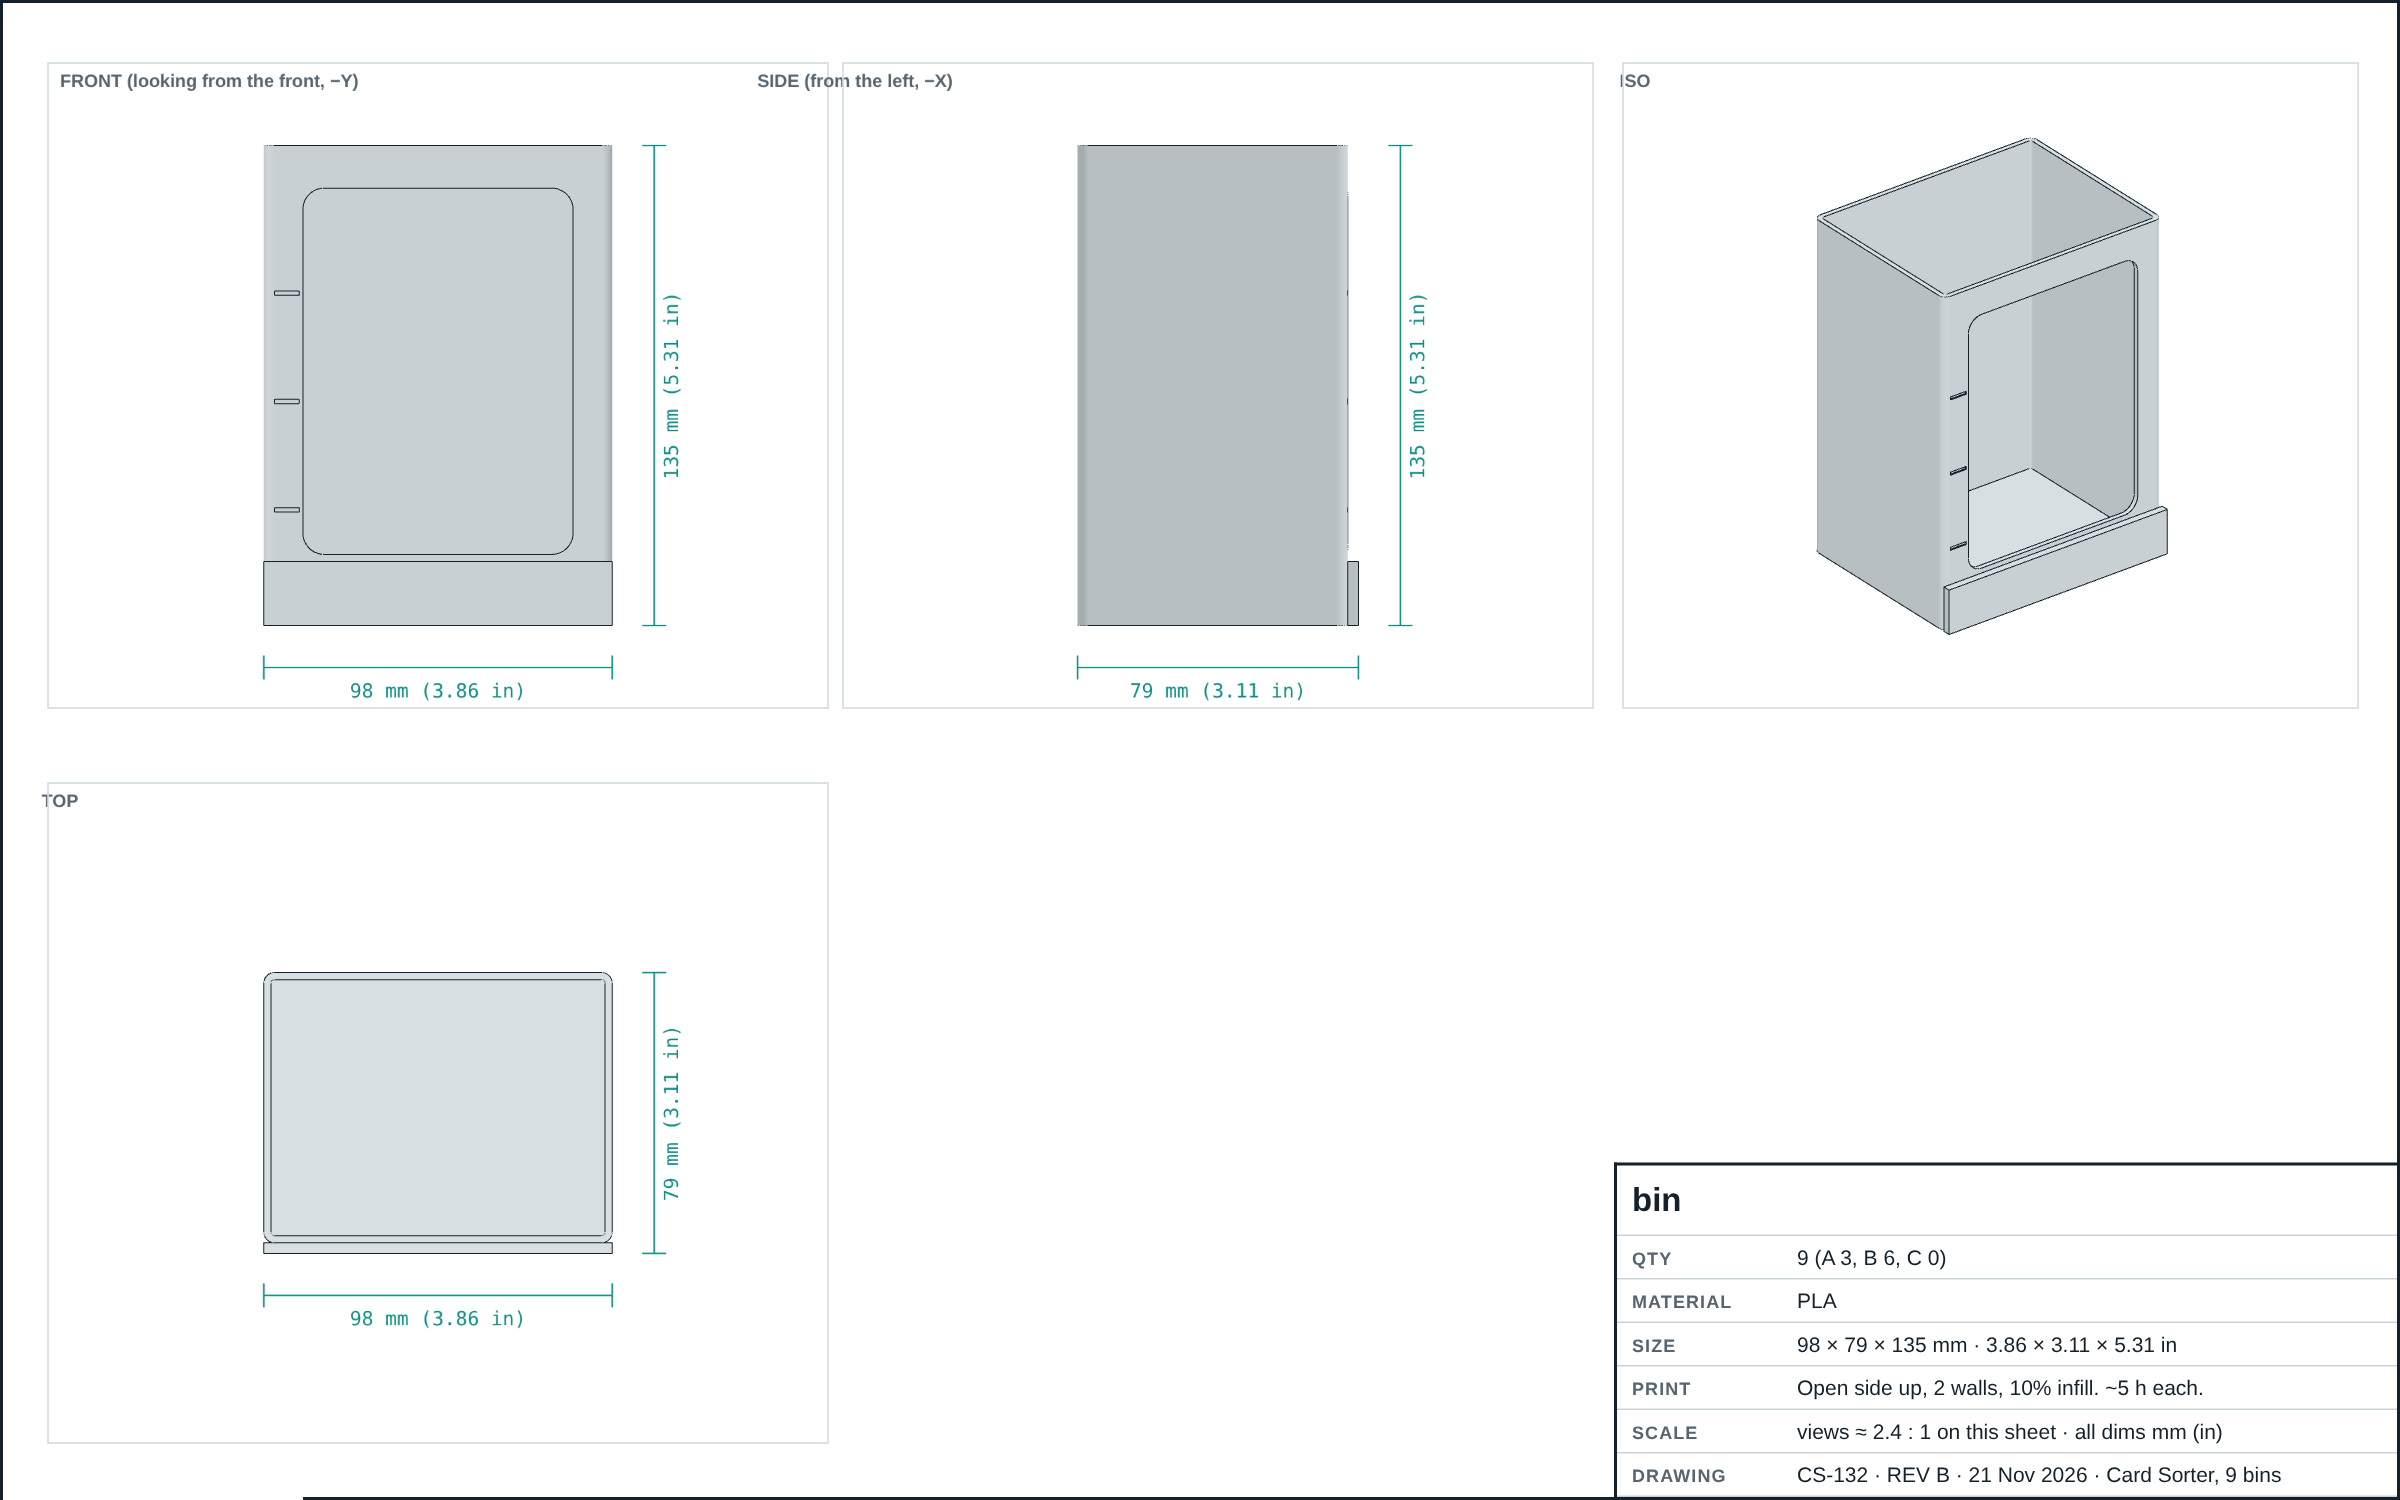 FRONT (looking from the front, −Y)
SIDE (from the left, −X)
ISO
135 mm (5.31 in)
98 mm (3.86 in)
135 mm (5.31 in)
79 mm (3.11 in)
TOP
79 mm (3.11 in)
98 mm (3.86 in)
bin
QTY 9 (A 3, B 6, C 0)
MATERIAL PLA
SIZE 98 × 79 × 135 mm · 3.86 × 3.11 × 5.31 in
PRINT Open side up, 2 walls, 10% infill. ~5 h each.
SCALE views ≈ 2.4 : 1 on this sheet · all dims mm (in)
DRAWING CS-132 · REV B · 21 Nov 2026 · Card Sorter, 9 bins